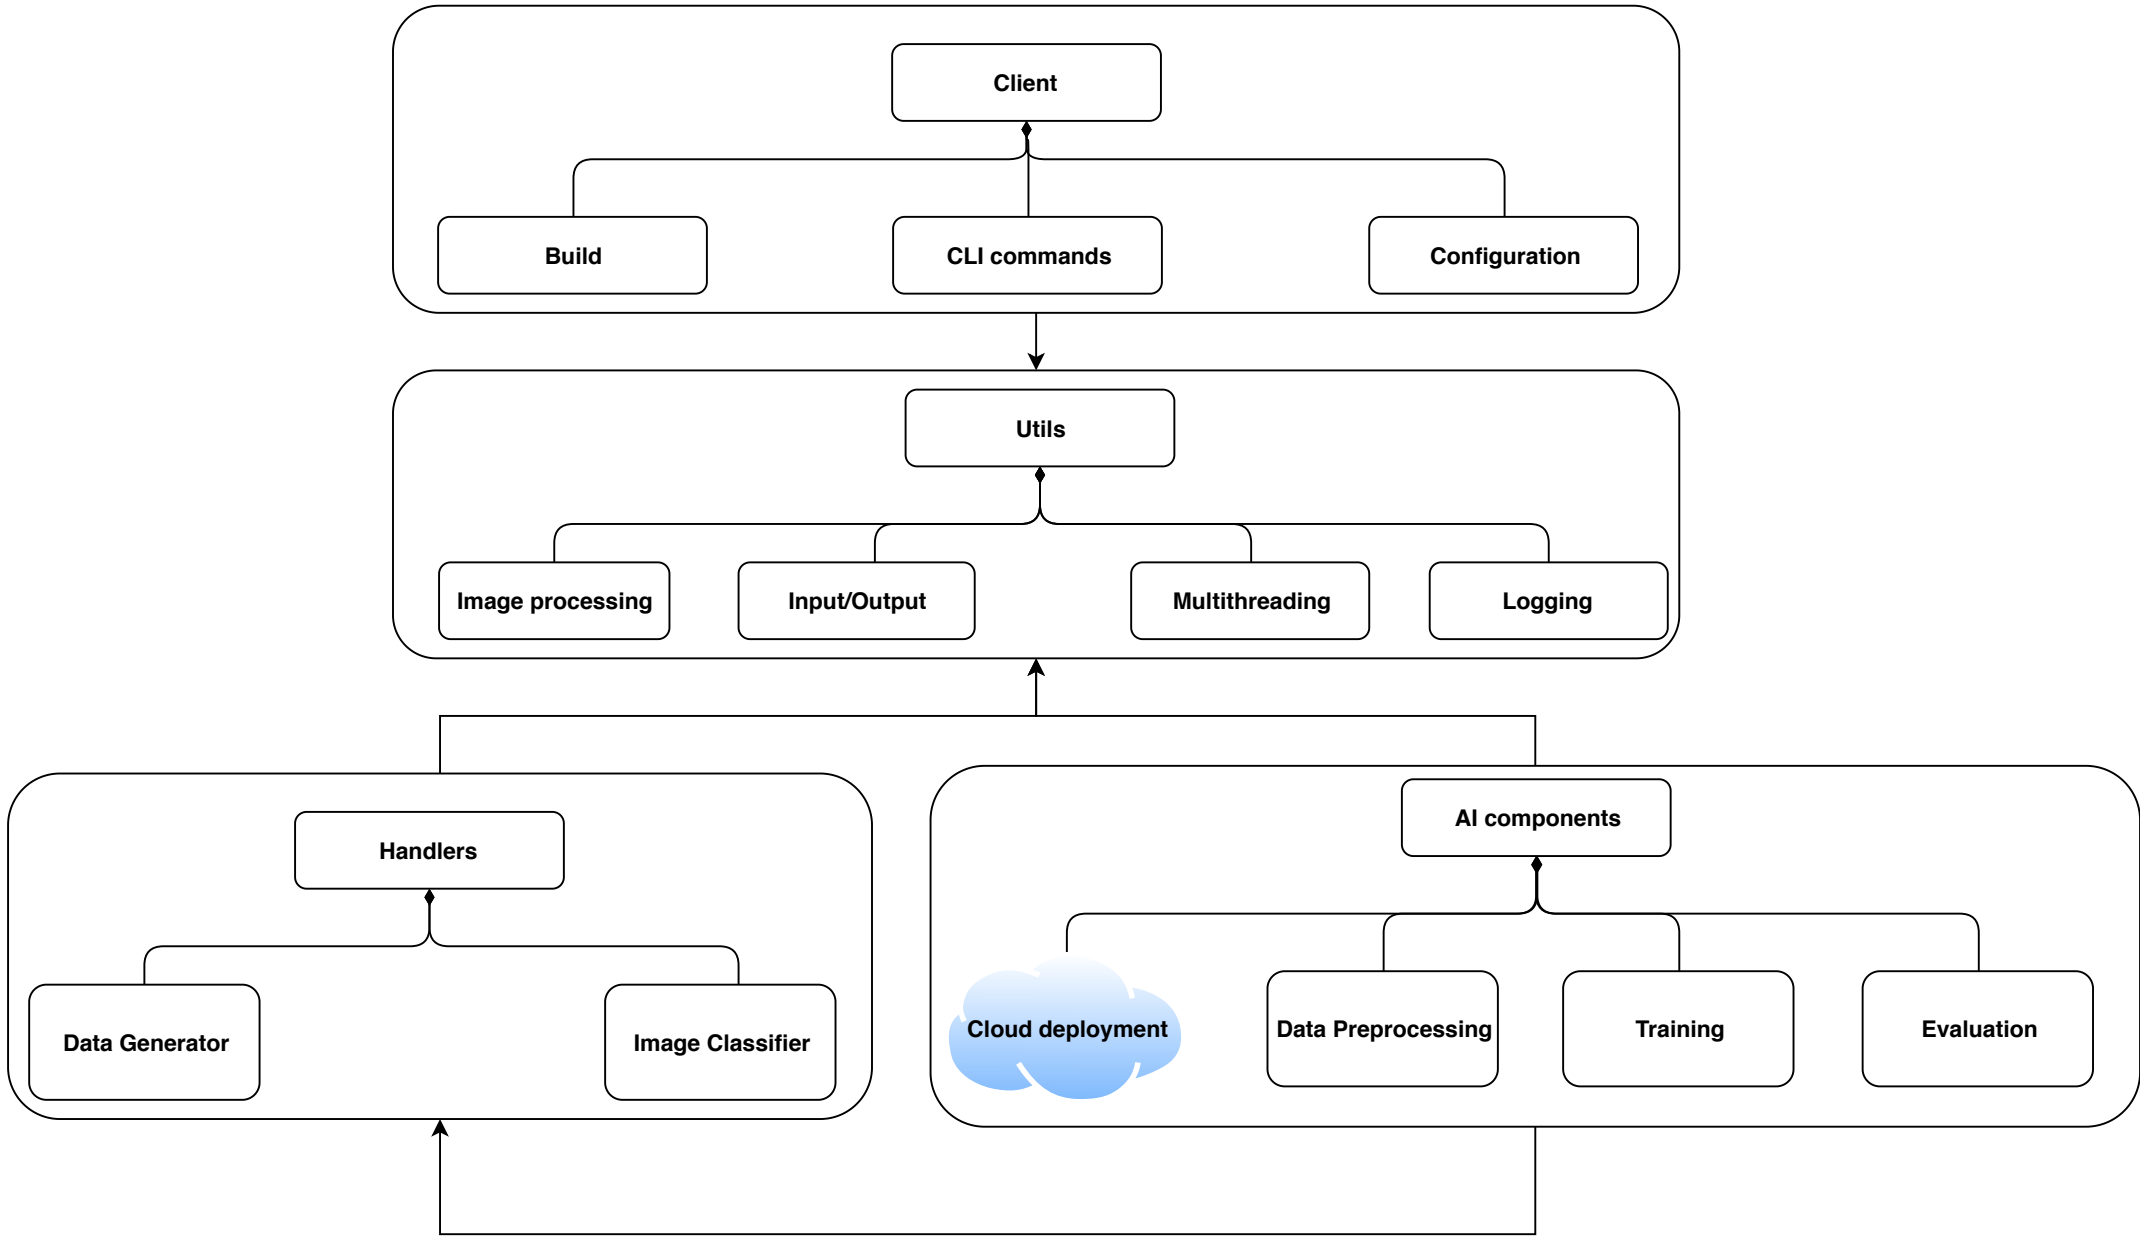 Client
Build
CLI commands
Configuration
Utils
Image processing
Input/Output
Multithreading
Logging
Handlers
Data Generator
Image Classifier
AI components
Cloud deployment
Data Preprocessing
Training
Evaluation